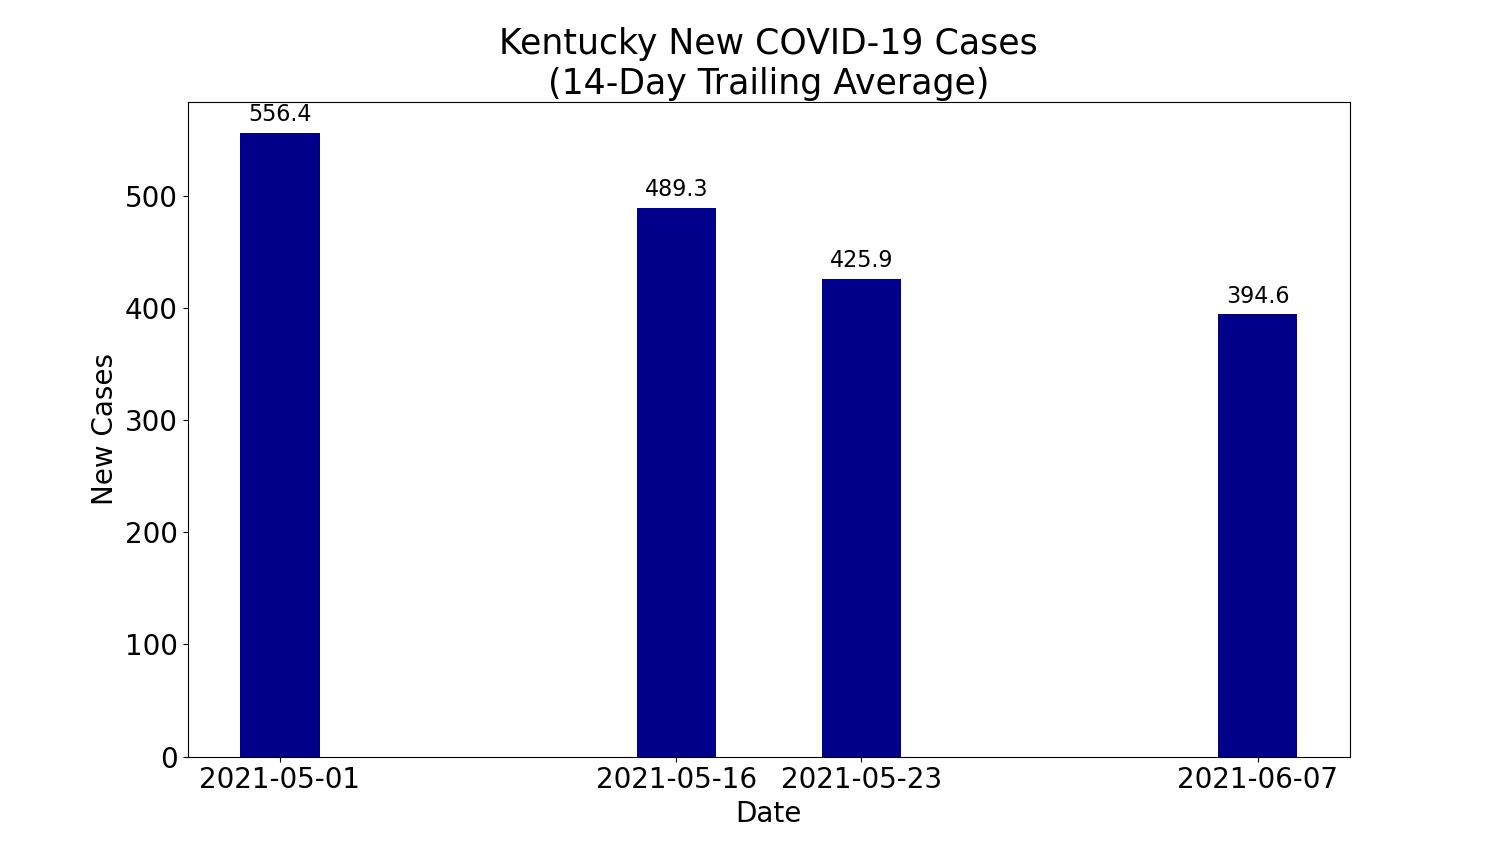 Kentucky New COVID-19 Cases
(14-Day Trailing Average)
556.4
489.3
425.9
394.6
500
400
300
200
100
0
New Cases
2021-05-01 2021-05-16 2021-05-23 2021-06-07
Date